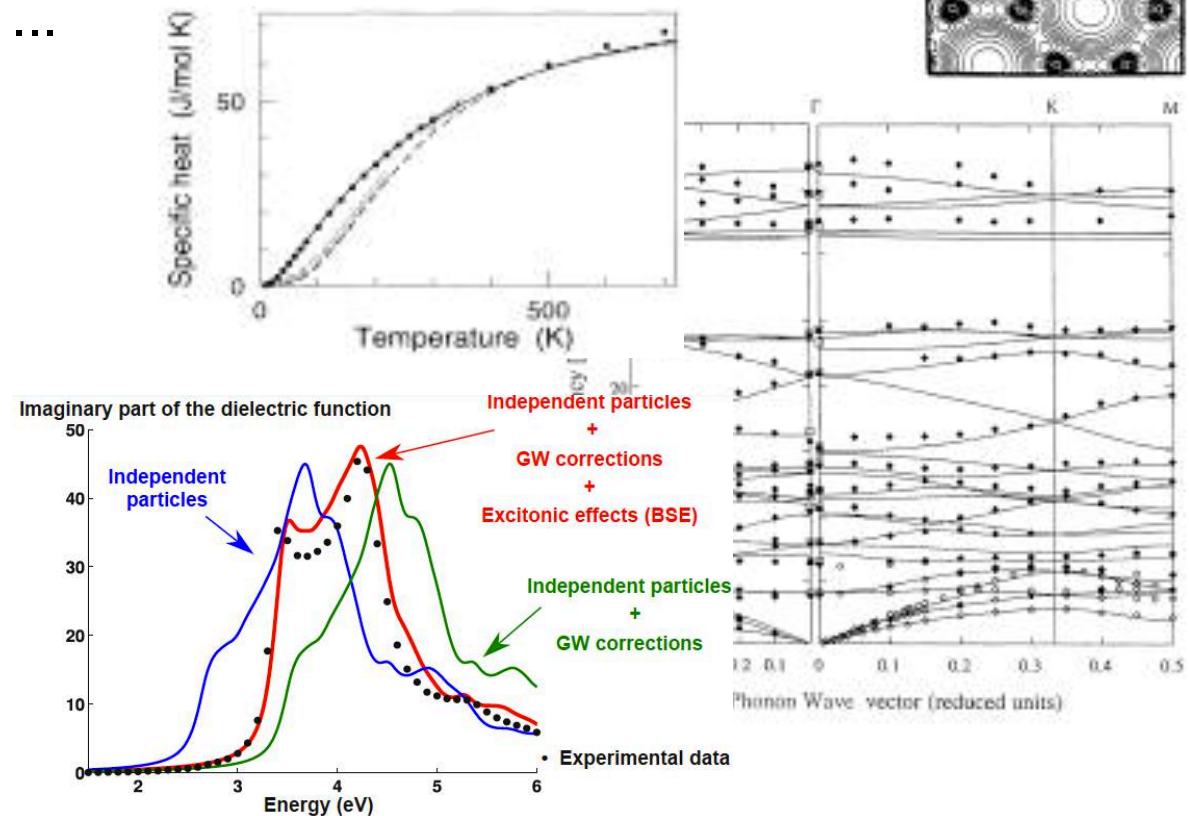 ...
Specific heat (J/mol K)
50
0
0
500
Temperature (K)
Γ
K
M
ncy [
20
0.2
0.1
0
0.1
0.2
0.3
0.4
0.5
Phonon Wave vector (reduced units)
Imaginary part of the dielectric function
50
40
30
20
10
0
2
3
4
5
6
Energy (eV)
Independent
particles
Independent particles
+
GW corrections
+
Excitonic effects (BSE)
Independent particles
+
GW corrections
• Experimental data